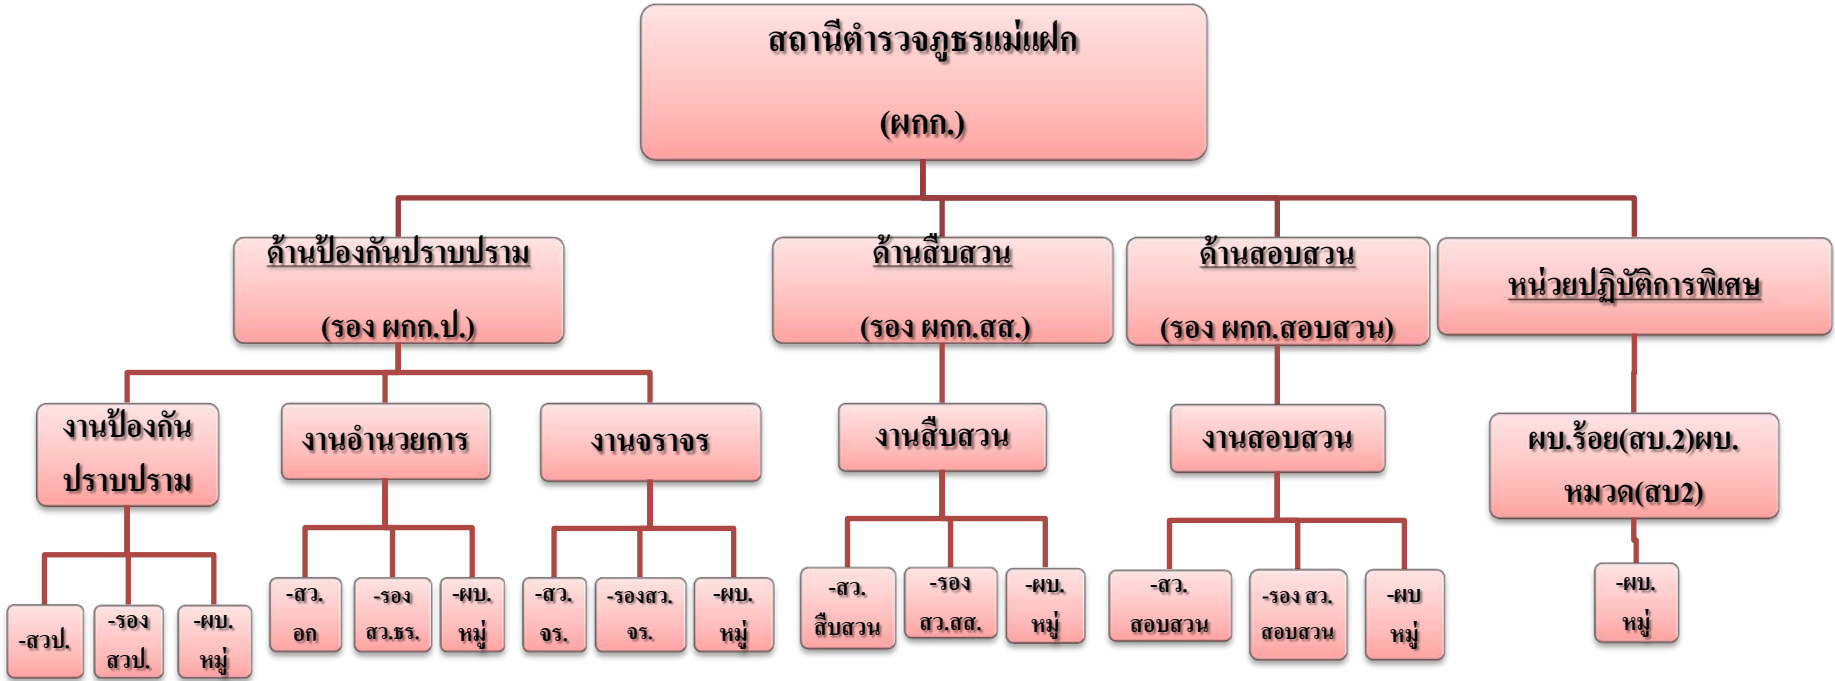 สถานีตำรวจภูธรแม่แฝก
(ผกก.)
ด้านป้องกันปราบปราม
(รอง ผกก.ป.)
ด้านสืบสวน
(รอง ผกก.สส.)
ด้านสอบสวน
(รอง ผกก.สอบสวน)
หน่วยปฏิบัติการพิเศษ
งานป้องกัน
ปราบปราม
งานอำนวยการ
งานจราจร
งานสืบสวน
งานสอบสวน
ผบ.ร้อย(สบ.2)ผบ.
หมวด(สบ2)
-สวป.
-รอง
สวป.
-ผบ.
หมู่
-สว.
อก
-รอง
สว.ธร.
-ผบ.
หมู่
-สว.
จร.
-รองสว.
จร.
-ผบ.
หมู่
-สว.
สืบสวน
-รอง
สว.สส.
-ผบ.
หมู่
-สว.
สอบสวน
-รอง สว.
สอบสวน
-ผบ
หมู่
-ผบ.
หมู่